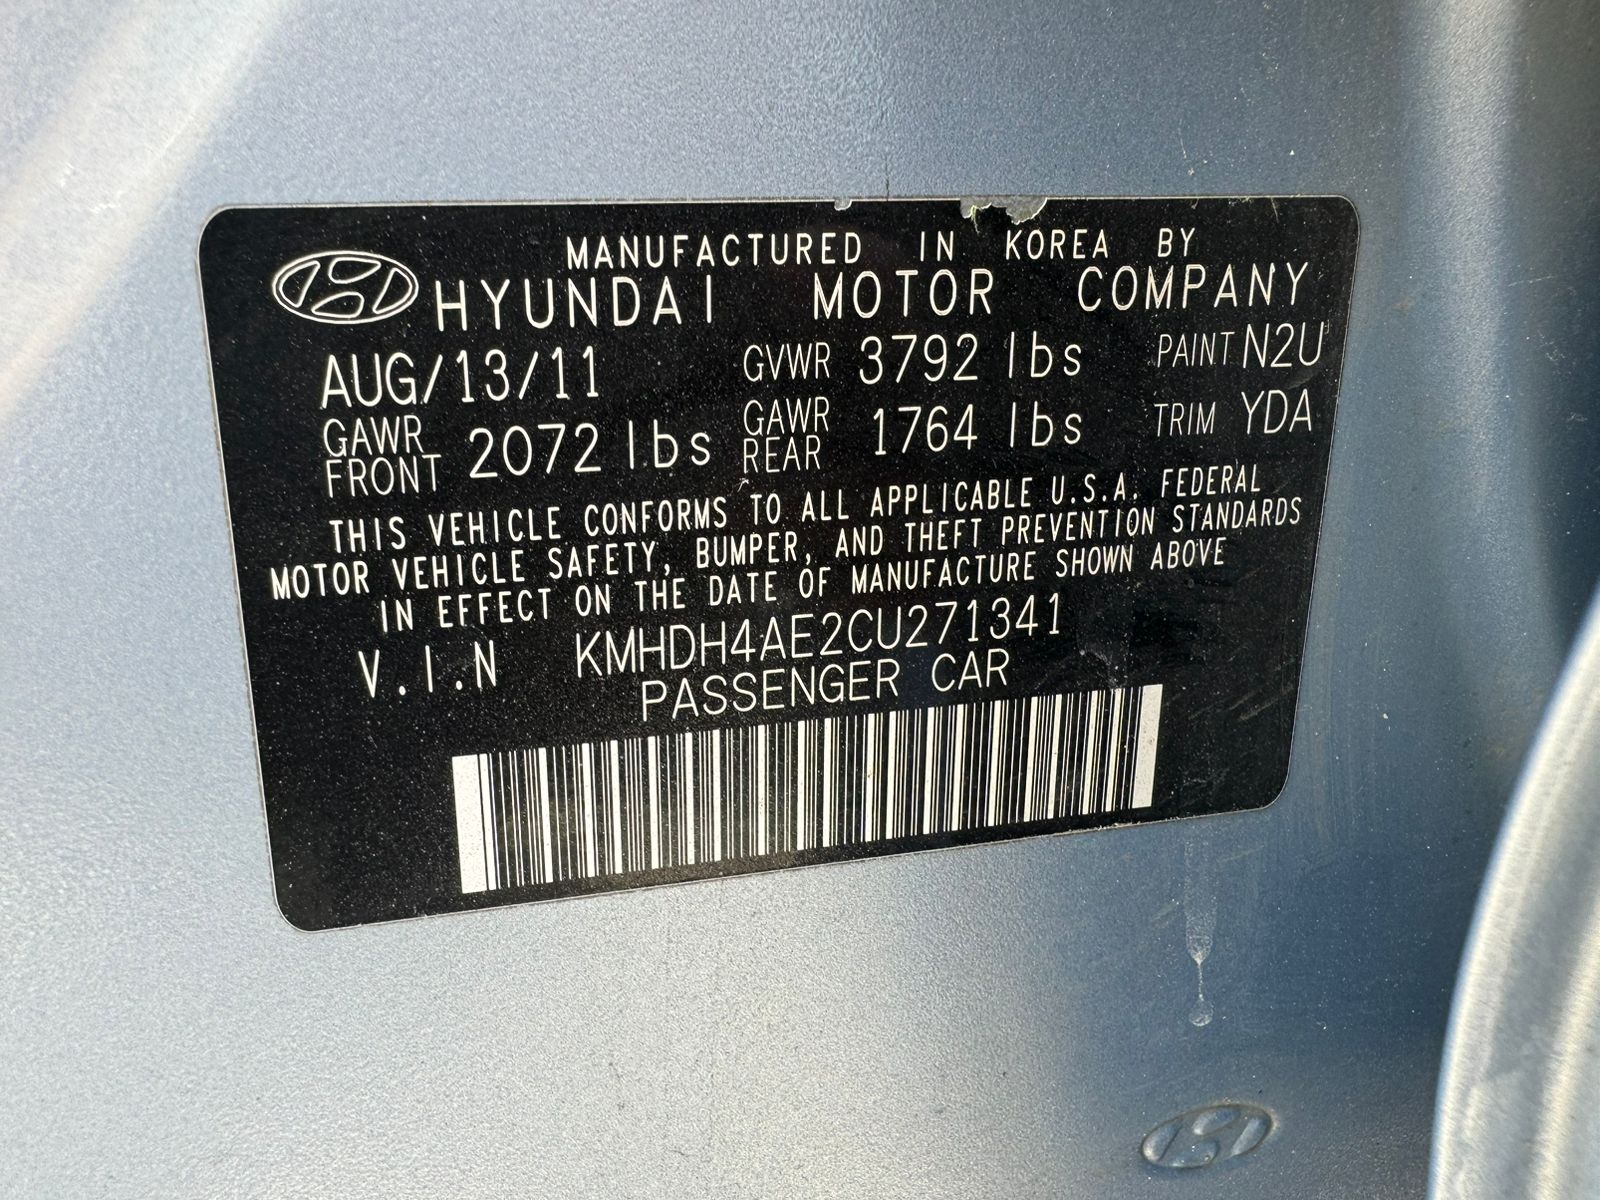 MANUFACTURED IN KOREA BY
HYUNDAI MOTOR COMPANY
AUG/13/11 GVWR 3792 lbs PAINT N2U
GAWR FRONT 2072 lbs GAWR REAR 1764 lbs TRIM YDA
THIS VEHICLE CONFORMS TO ALL APPLICABLE U.S.A. FEDERAL
MOTOR VEHICLE SAFETY, BUMPER, AND THEFT PREVENTION STANDARDS
IN EFFECT ON THE DATE OF MANUFACTURE SHOWN ABOVE
V.I.N KMHDH4AE2CU271341
PASSENGER CAR